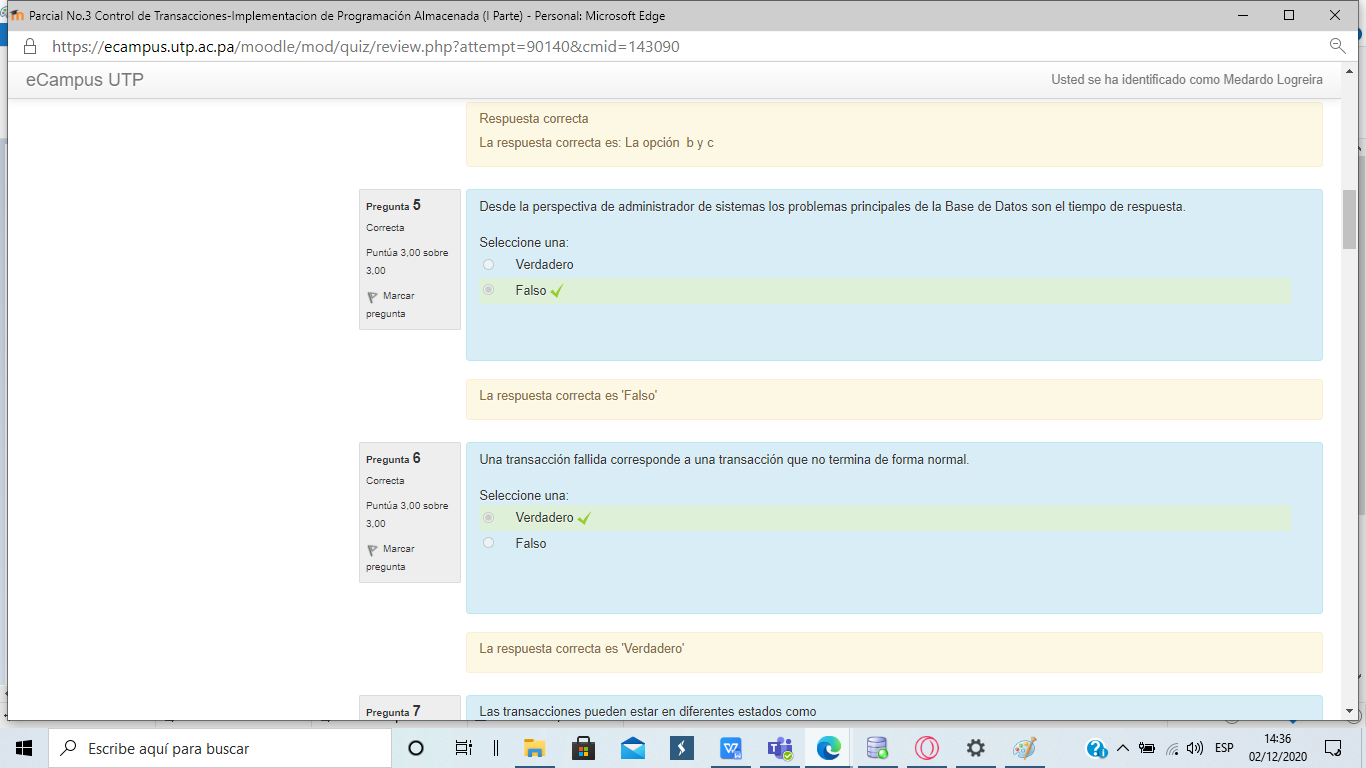 Parcial No.3 Control de Transacciones-Implementacion de Programación Almacenada (I Parte) - Personal: Microsoft Edge
https://ecampus.utp.ac.pa/moodle/mod/quiz/review.php?attempt=90140&cmid=143090
eCampus UTP
Usted se ha identificado como Medardo Logreira
Respuesta correcta
La respuesta correcta es: La opción b y c
Pregunta 5
Correcta
Puntúa 3,00 sobre
3,00
Marcar
pregunta
Desde la perspectiva de administrador de sistemas los problemas principales de la Base de Datos son el tiempo de respuesta.
Seleccione una:
Verdadero
Falso
La respuesta correcta es 'Falso'
Pregunta 6
Correcta
Puntúa 3,00 sobre
3,00
Marcar
pregunta
Una transacción fallida corresponde a una transacción que no termina de forma normal.
Seleccione una:
Verdadero
Falso
La respuesta correcta es 'Verdadero'
Pregunta 7
Las transacciones pueden estar en diferentes estados como
Escribe aquí para buscar
ESP
14:36
02/12/2020